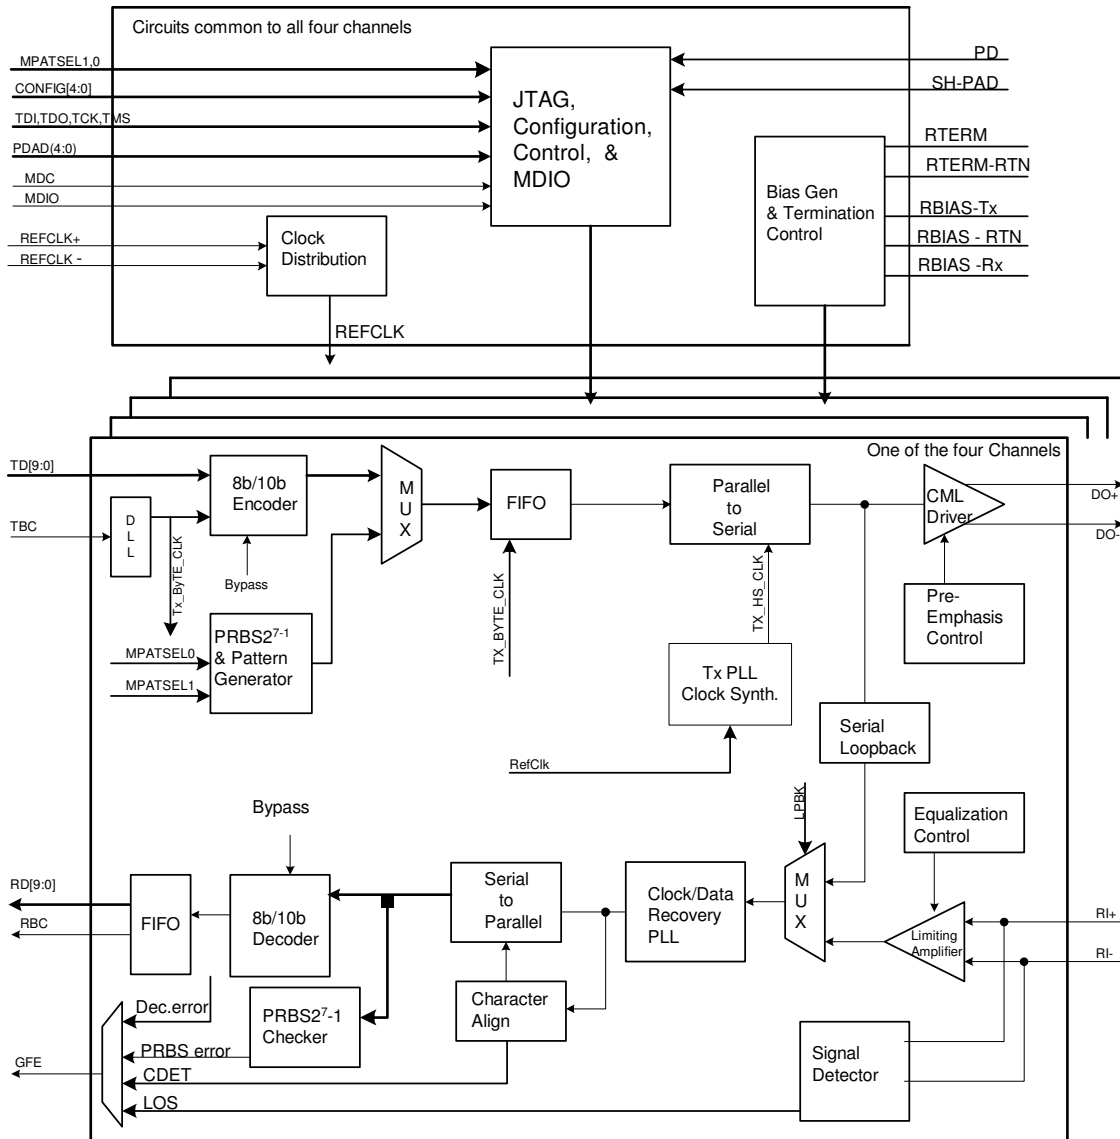 Circuits common to all four channels
MPATSEL1,0
CONFIG[4:0]
TDI,TDO,TCK,TMS
PDAD(4:0)
MDC
MDIO
REFCLK+
REFCLK -
JTAG,
Configuration,
Control, &
MDIO
PD
SH-PAD
Clock
Distribution
REFCLK
Bias Gen
& Termination
Control
RTERM
RTERM-RTN
RBIAS-Tx
RBIAS - RTN
RBIAS -Rx
One of the four Channels
TD[9:0]
TBC
D
L
L
Tx_ByTE_CLK
8b/10b
Encoder
Bypass
MPATSEL0
MPATSEL1
PRBS2⁷⁻¹
& Pattern
Generator
M
U
X
FIFO
TX_BYTE_CLK
Parallel
to
Serial
TX_HS_CLK
Tx PLL
Clock Synth.
RefClk
CML
Driver
DO+
DO-
Pre-
Emphasis
Control
Serial
Loopback
LPBK
Equalization
Control
Bypass
RD[9:0]
RBC
FIFO
8b/10b
Decoder
Serial
to
Parallel
Clock/Data
Recovery
PLL
M
U
X
Limiting
Amplifier
RI+
RI-
Dec.error
PRBS2⁷-1
Checker
Character
Align
PRBS error
GFE
CDET
LOS
Signal
Detector